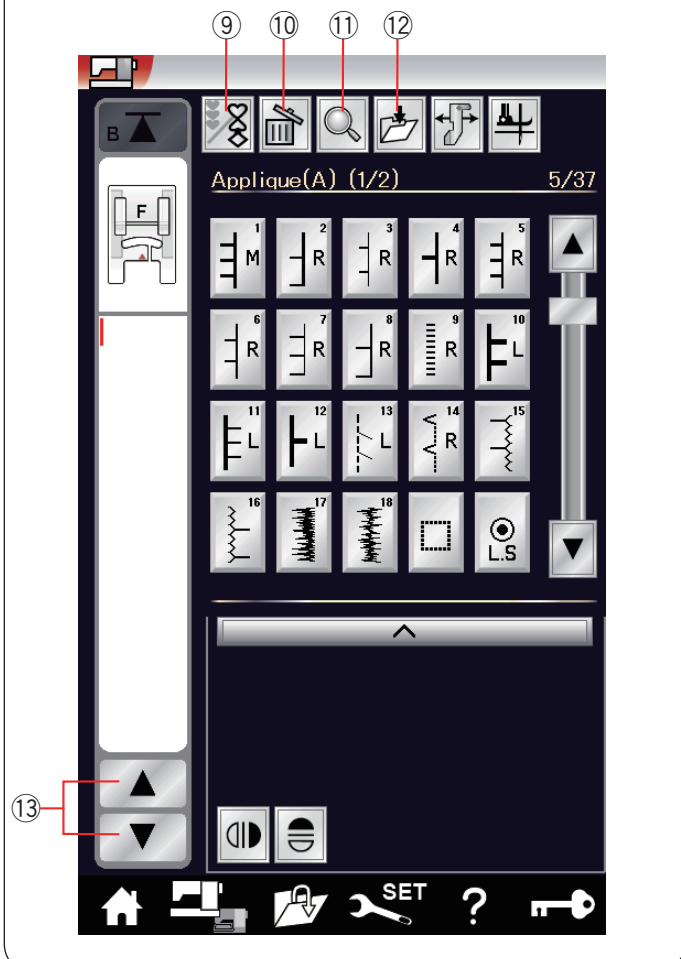 ⑨ ⑩ ⑪ ⑫
B
Applique(A) (1/2) 5/37
F
1 M 2 R 3 R 4 R 5 R
6 R 7 R 8 R 9 R 10 L
11 L 12 L 13 L 14 R 15
16 17 18 L.S
⑬
SET ?